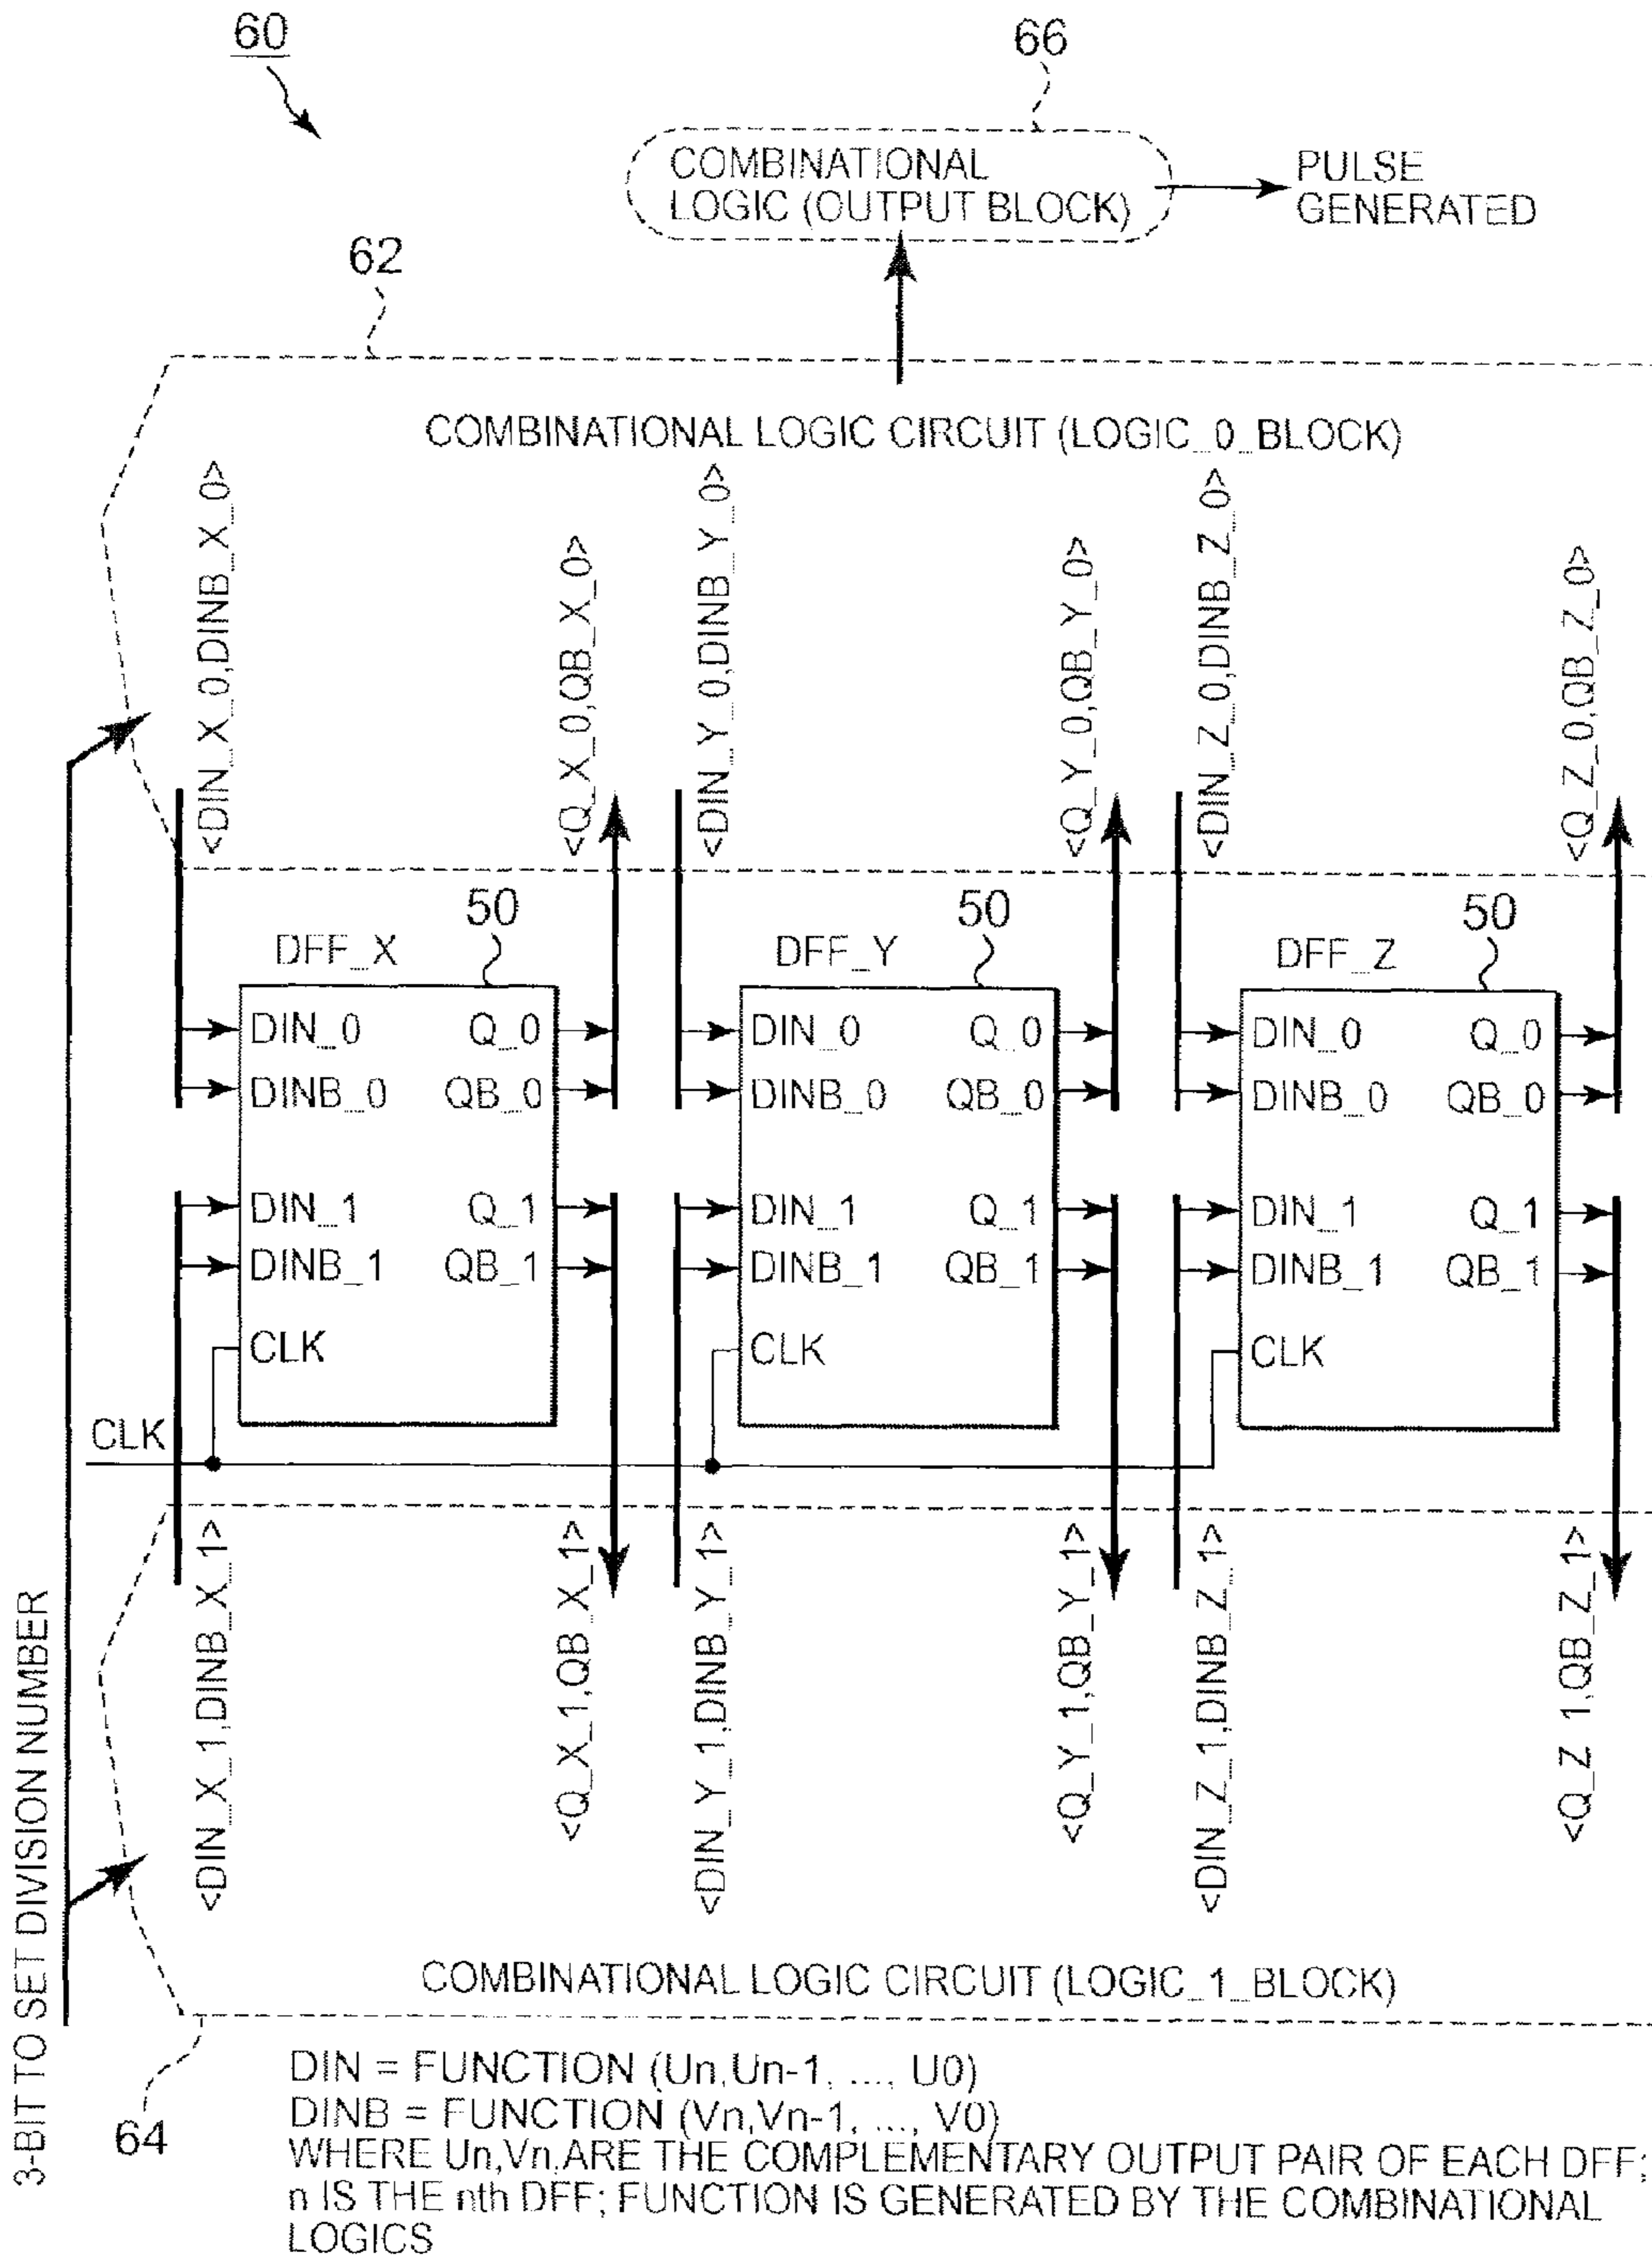 60
66
COMBINATIONAL
LOGIC (OUTPUT BLOCK)
PULSE
GENERATED
62
COMBINATIONAL LOGIC CIRCUIT (LOGIC_0_BLOCK)
<DIN_X_0,DINB_X_0>
<Q_X_0,QB_X_0>
<DIN_Y_0,DINB_Y_0>
<Q_Y_0,QB_Y_0>
<DIN_Z_0,DINB_Z_0>
<Q_Z_0,QB_Z_0>
DFF_X
50
DIN_0
Q_0
DINB_0
QB_0
DIN_1
Q_1
DINB_1
QB_1
CLK
DFF_Y
50
DIN_0
Q_0
DINB_0
QB_0
DIN_1
Q_1
DINB_1
QB_1
CLK
DFF_Z
50
DIN_0
Q_0
DINB_0
QB_0
DIN_1
Q_1
DINB_1
QB_1
CLK
CLK
<DIN_X_1,DINB_X_1>
<Q_X_1,QB_X_1>
<DIN_Y_1,DINB_Y_1>
<Q_Y_1,QB_Y_1>
<DIN_Z_1,DINB_Z_1>
<Q_Z_1,QB_Z_1>
3-BIT TO SET DIVISION NUMBER
COMBINATIONAL LOGIC CIRCUIT (LOGIC_1_BLOCK)
64
DIN = FUNCTION (Un,Un-1, ..., U0)
DINB = FUNCTION (Vn,Vn-1, ..., V0)
WHERE Un,Vn,ARE THE COMPLEMENTARY OUTPUT PAIR OF EACH DFF;
n IS THE nth DFF; FUNCTION IS GENERATED BY THE COMBINATIONAL
LOGICS